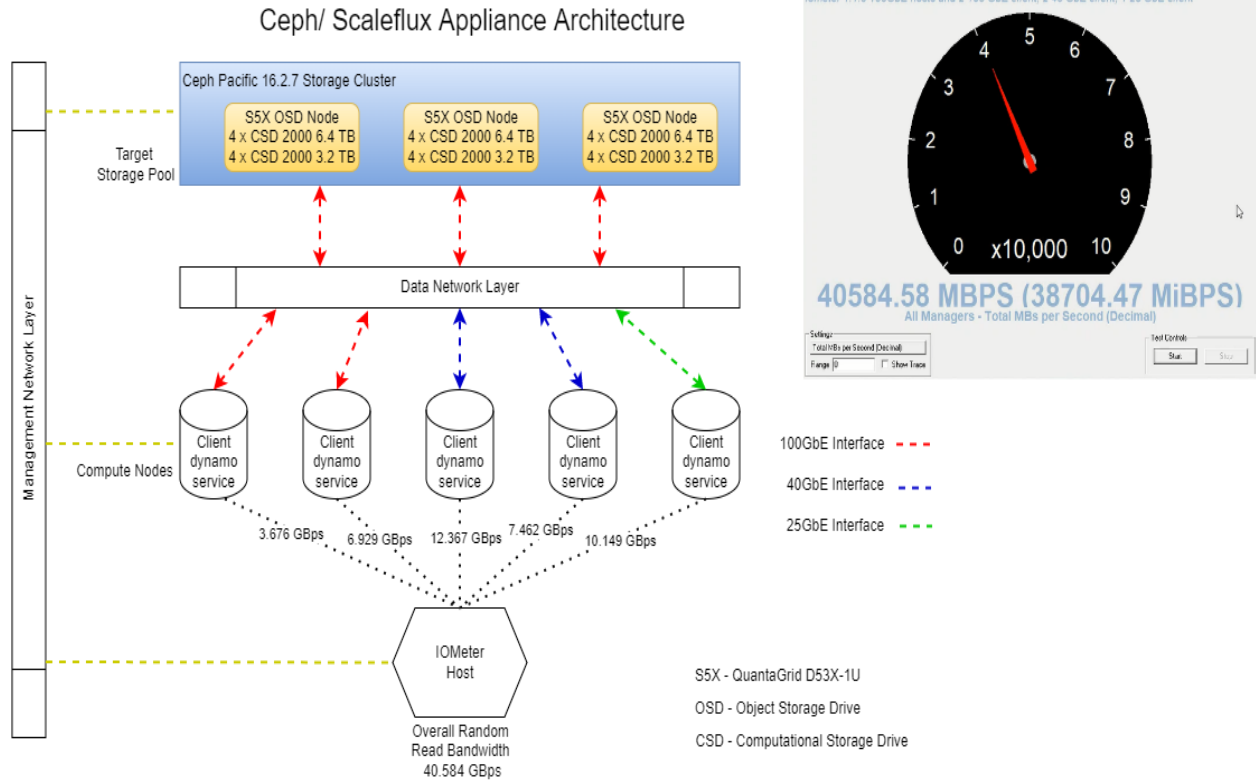 Ceph/ Scaleflux Appliance Architecture
Ceph Pacific 16.2.7 Storage Cluster
S5X OSD Node
4 x CSD 2000 6.4 TB
4 x CSD 2000 3.2 TB
S5X OSD Node
4 x CSD 2000 6.4 TB
4 x CSD 2000 3.2 TB
S5X OSD Node
4 x CSD 2000 6.4 TB
4 x CSD 2000 3.2 TB
Target
Storage Pool
Data Network Layer
Management Network Layer
Client
dynamo
service
Client
dynamo
service
Client
dynamo
service
Client
dynamo
service
Client
dynamo
service
Compute Nodes
3.676 GBps
6.929 GBps
12.367 GBps
7.462 GBps
10.149 GBps
IOMeter
Host
Overall Random
Read Bandwidth
40.584 GBps
0
1
2
3
4
5
6
7
8
9
10
x10,000
40584.58 MBPS (38704.47 MiBPS)
All Managers - Total MBs per Second (Decimal)
Settings
Total MBs per Second (Decimal)
Range
Show Trace
Test Controls
Start
Stop
100GbE Interface
40GbE Interface
25GbE Interface
S5X - QuantaGrid D53X-1U
OSD - Object Storage Drive
CSD - Computational Storage Drive